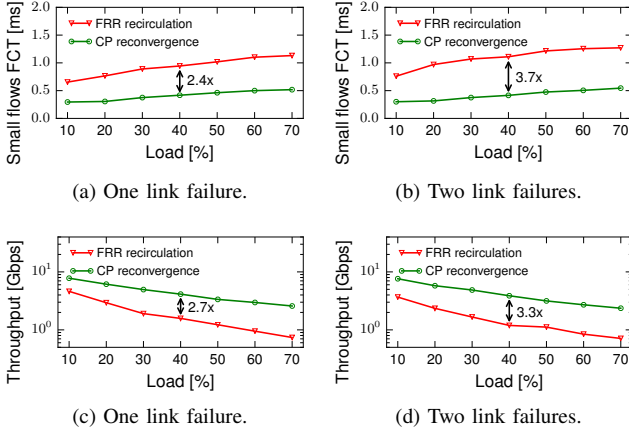 Small flows FCT [ms]
2.0
1.5
1.0
0.5
0.0
FRR recirculation
CP reconvergence
2.4x
10 20 30 40 50 60 70
Load [%]
(a) One link failure.
Small flows FCT [ms]
2.0
1.5
1.0
0.5
0.0
FRR recirculation
CP reconvergence
3.7x
10 20 30 40 50 60 70
Load [%]
(b) Two link failures.
Throughput [Gbps]
10^1
10^0
FRR recirculation
CP reconvergence
2.7x
10 20 30 40 50 60 70
Load [%]
(c) One link failure.
Throughput [Gbps]
10^1
10^0
FRR recirculation
CP reconvergence
3.3x
10 20 30 40 50 60 70
Load [%]
(d) Two link failures.